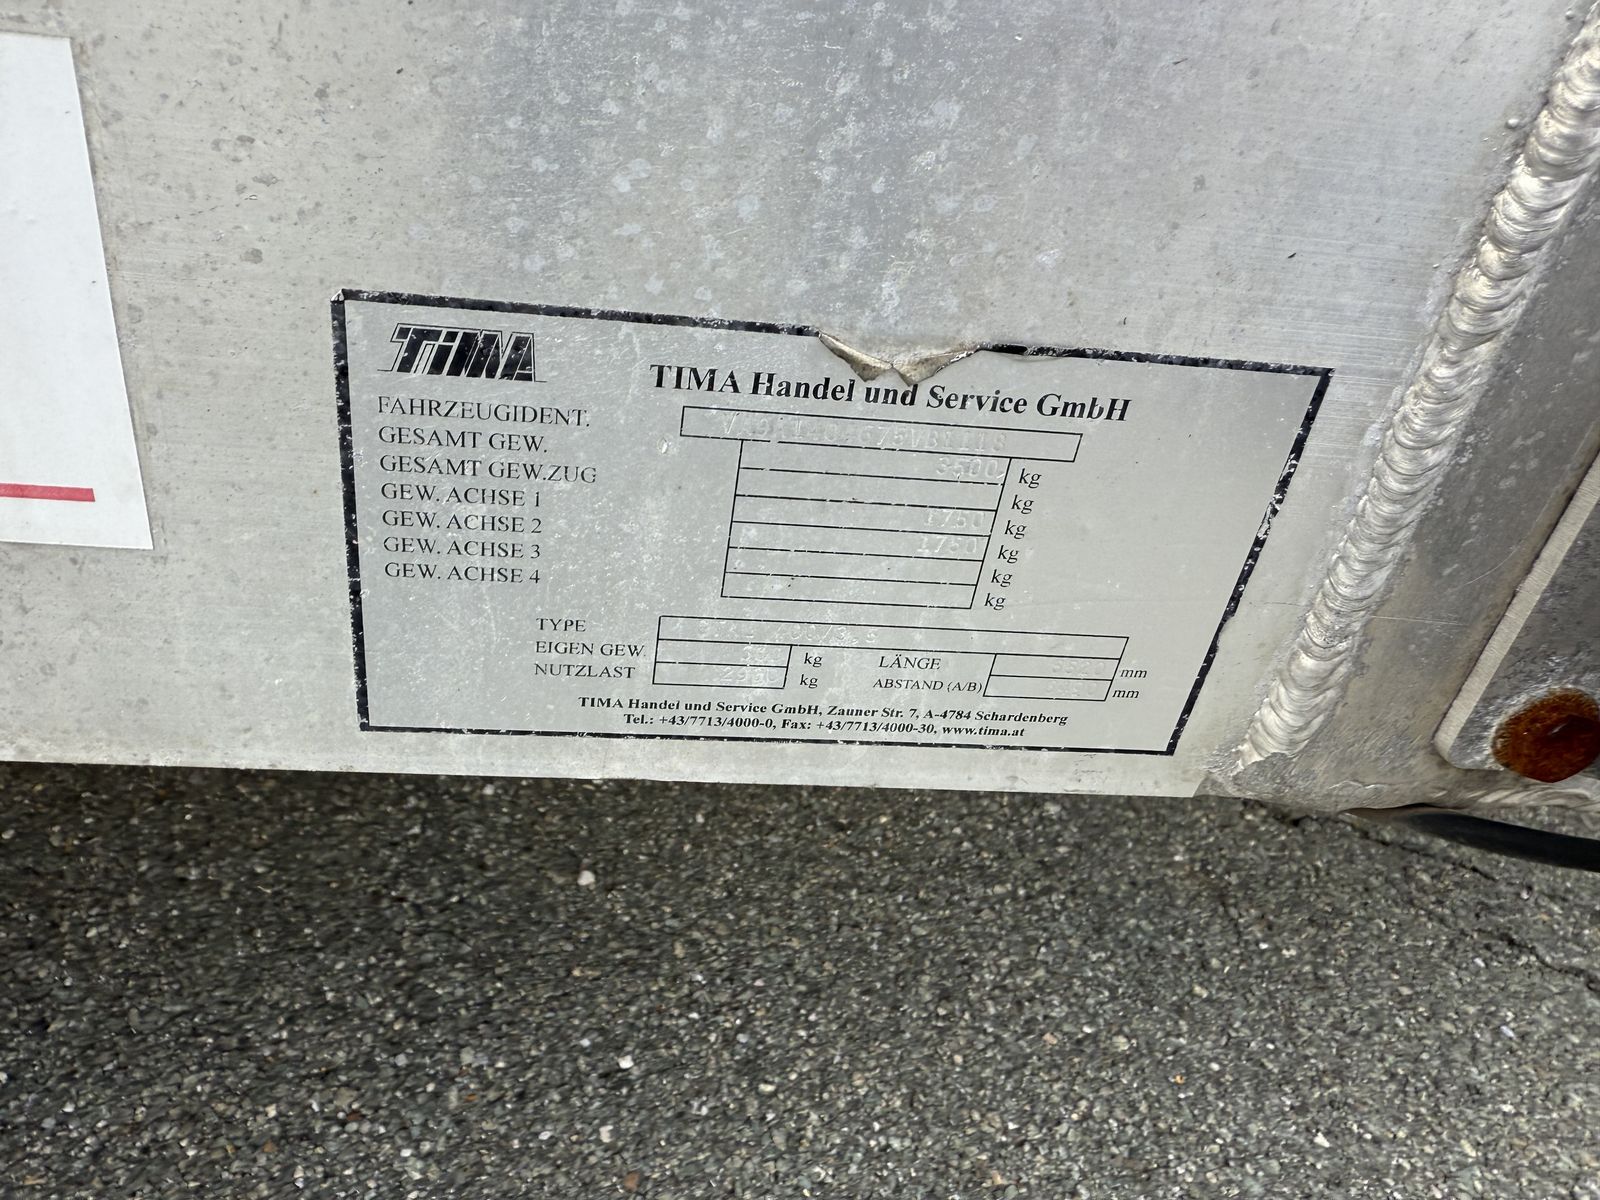 TIMA
TIMA Handel und Service GmbH
FAHRZEUGIDENT.
GESAMT GEW. 3500 kg
GESAMT GEW.ZUG kg
GEW. ACHSE 1 1750 kg
GEW. ACHSE 2 1750 kg
GEW. ACHSE 3 kg
GEW. ACHSE 4 kg
TYPE
EIGEN GEW. kg LÄNGE mm
NUTZLAST kg ABSTAND (A/B) mm
TIMA Handel und Service GmbH, Zauner Str. 7, A-4784 Schardenberg
Tel.: +43/7713/4000-0, Fax: +43/7713/4000-30, www.tima.at